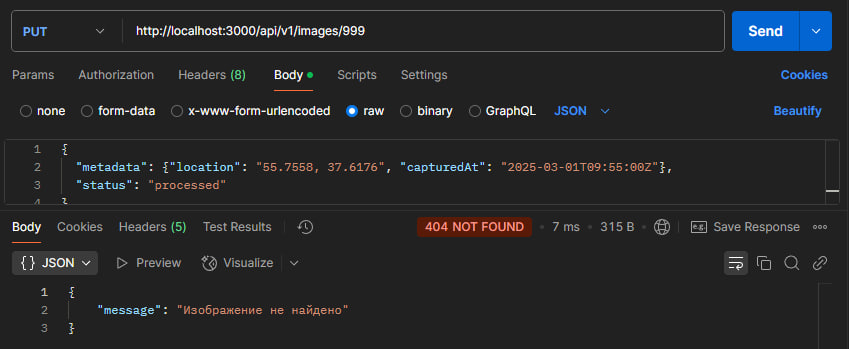 PUT http://localhost:3000/api/v1/images/999 Send
Params Authorization Headers (8) Body Scripts Settings Cookies
none form-data x-www-form-urlencoded raw binary GraphQL JSON Beautify
1 {
2 "metadata": {"location": "55.7558, 37.6176", "capturedAt": "2025-03-01T09:55:00Z"},
3 "status": "processed"
4 }
Body Cookies Headers (5) Test Results 404 NOT FOUND • 7 ms • 315 B e.g. Save Response
{} JSON Preview Visualize
1 {
2 "message": "Изображение не найдено"
3 }